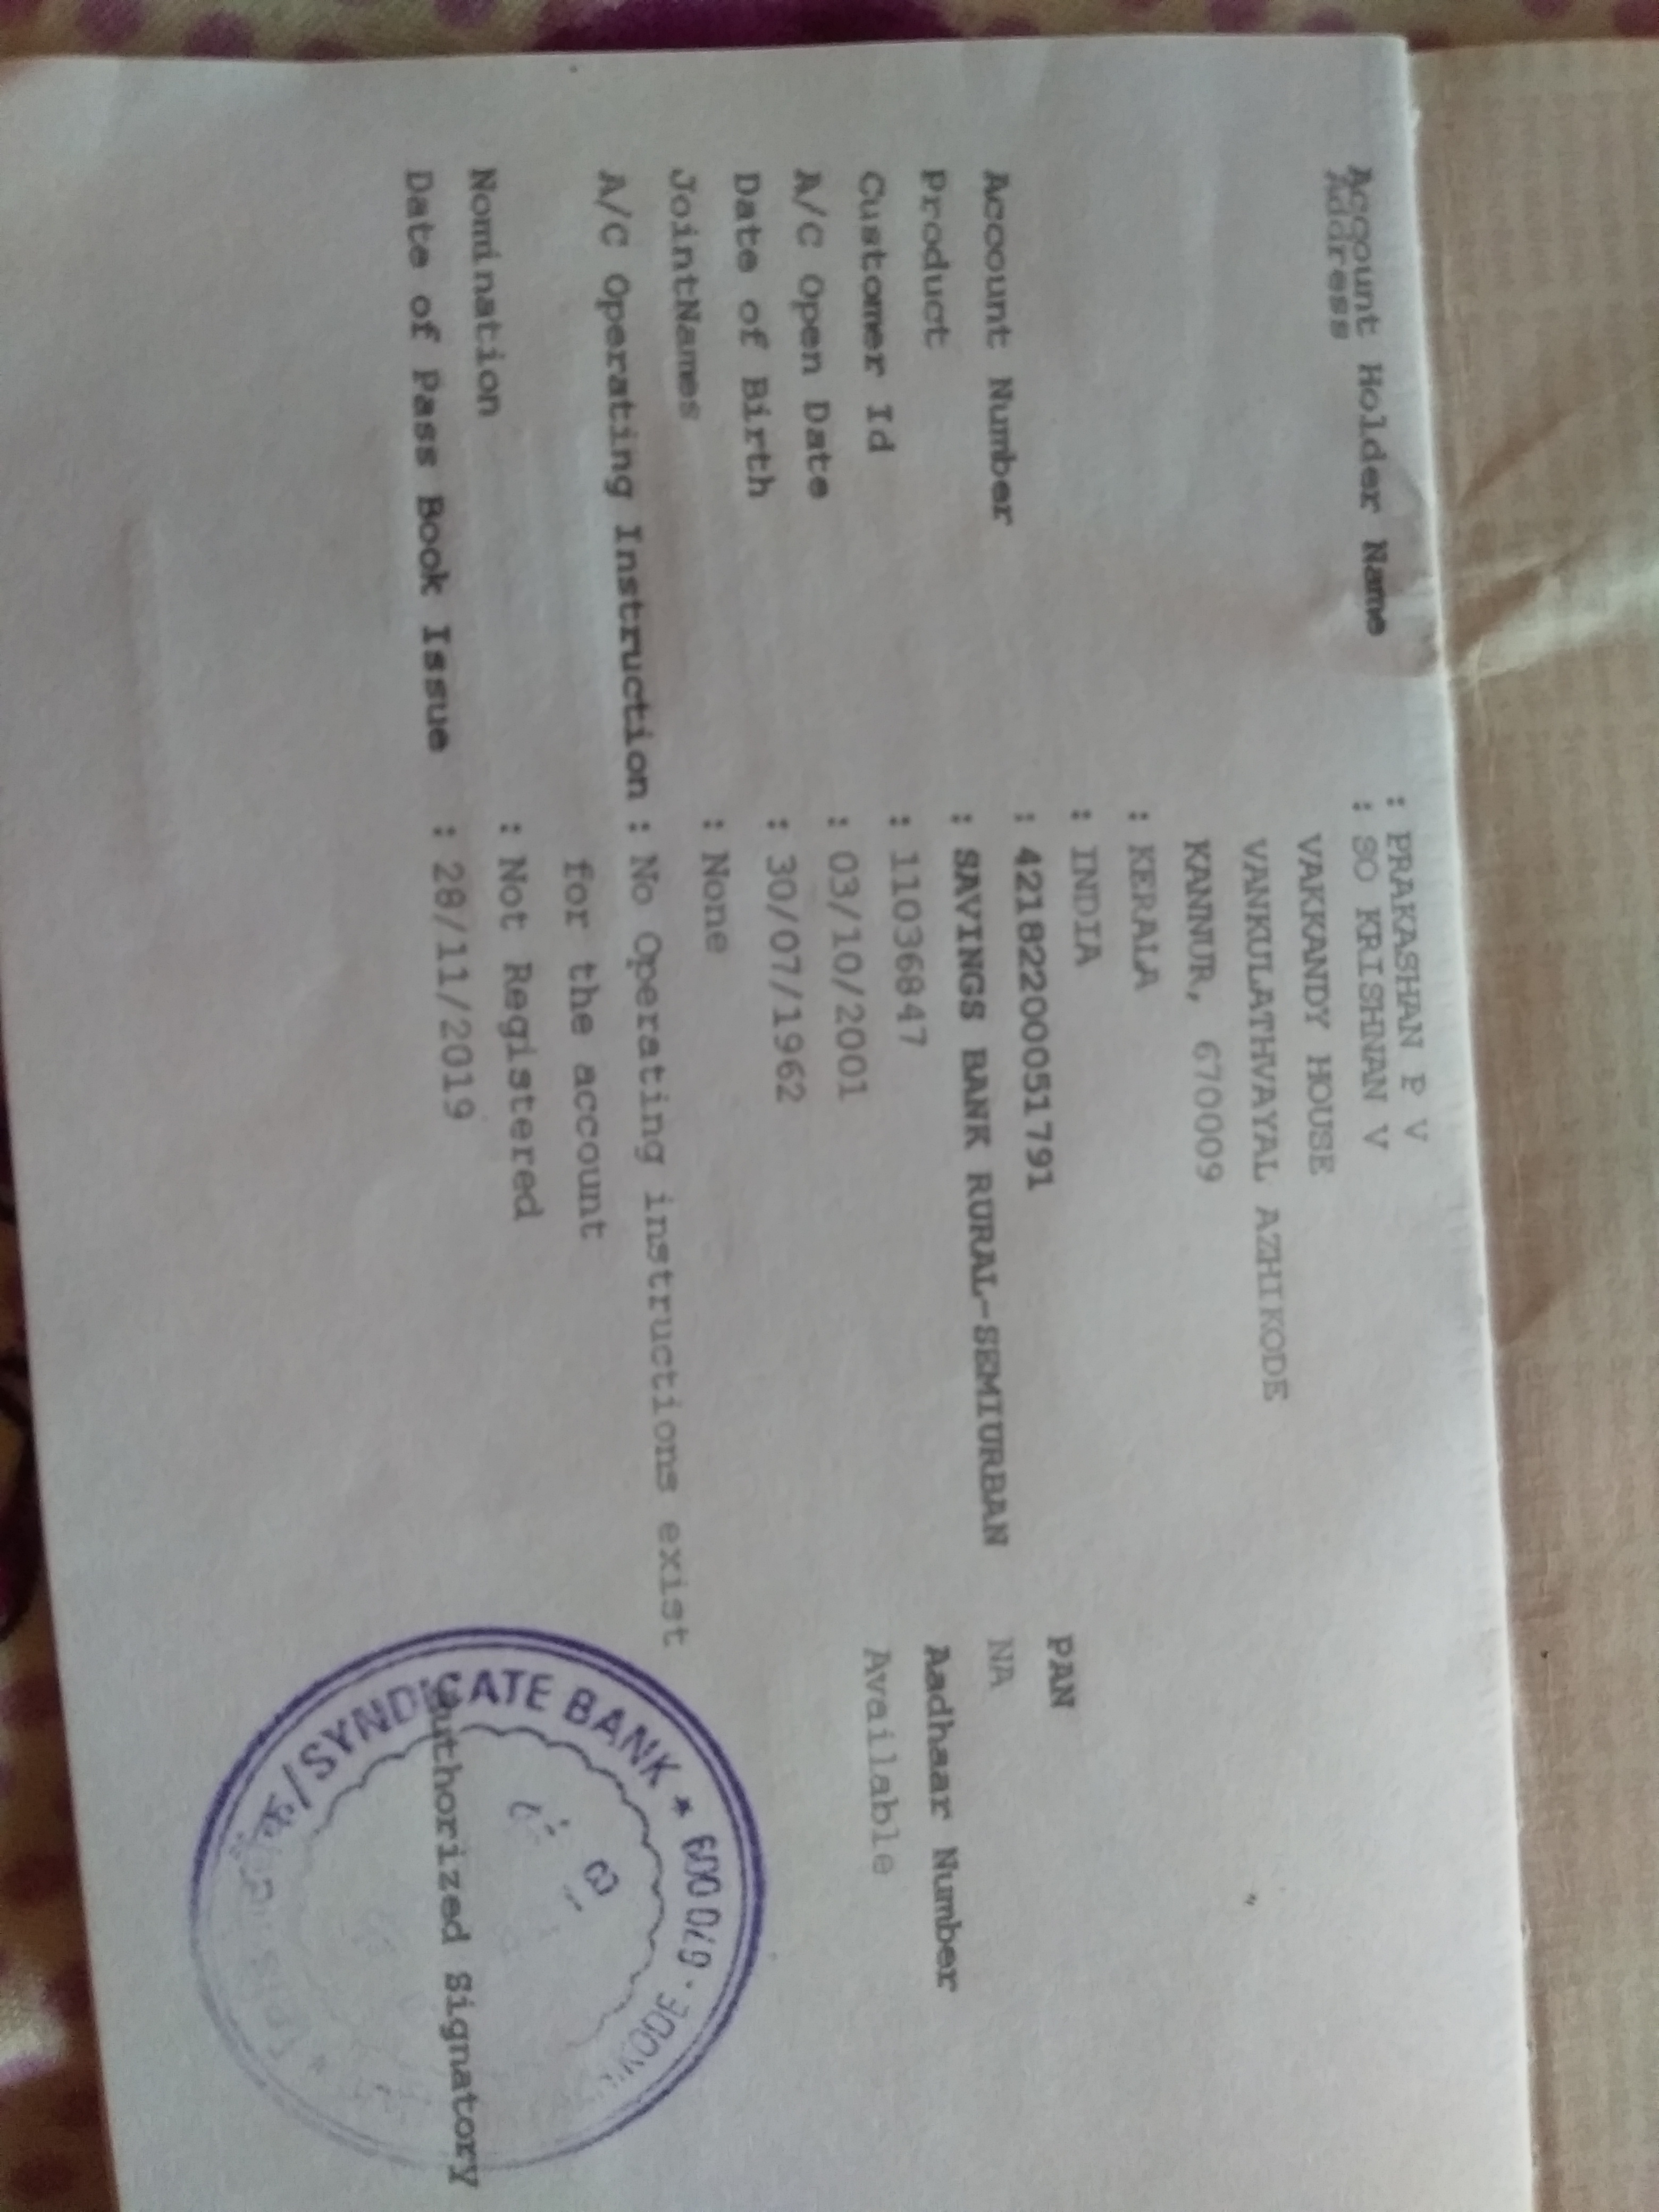 Account Holder Name : PRAKASHAN P V
Address : SO KRISHNAN V
VAKKANDY HOUSE
VANKULATHVAYAL AZHIKODE
KANNUR, 670009
: KERALA
: INDIA PAN
Account Number : 42182200051791 NA
Product : SAVINGS BANK RURAL-SEMIURBAN Aadhaar Number
Customer Id : 11036847 Available
A/C Open Date : 03/10/2001
Date of Birth : 30/07/1962
JointNames : None
A/C Operating Instruction : No Operating instructions exist
for the account
Nomination : Not Registered
Date of Pass Book Issue : 28/11/2019
Authorized Signatory
/SYNDICATE BANK * 670 009